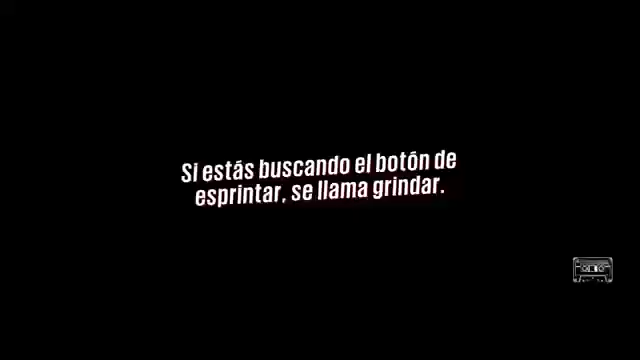 Si estás buscando el botón de
esprintar, se llama grindar.